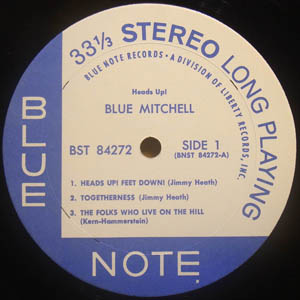 33⅓ STEREO LONG PLAYING
BLUE NOTE RECORDS • A DIVISION OF LIBERTY RECORDS, INC.
Heads Up!
BLUE MITCHELL
BST 84272
SIDE 1
(BNST 84272-A)
1. HEADS UP! FEET DOWN! (Jimmy Heath)
2. TOGETHERNESS (Jimmy Heath)
3. THE FOLKS WHO LIVE ON THE HILL
(Kern-Hammerstein)
BLUE
NOTE